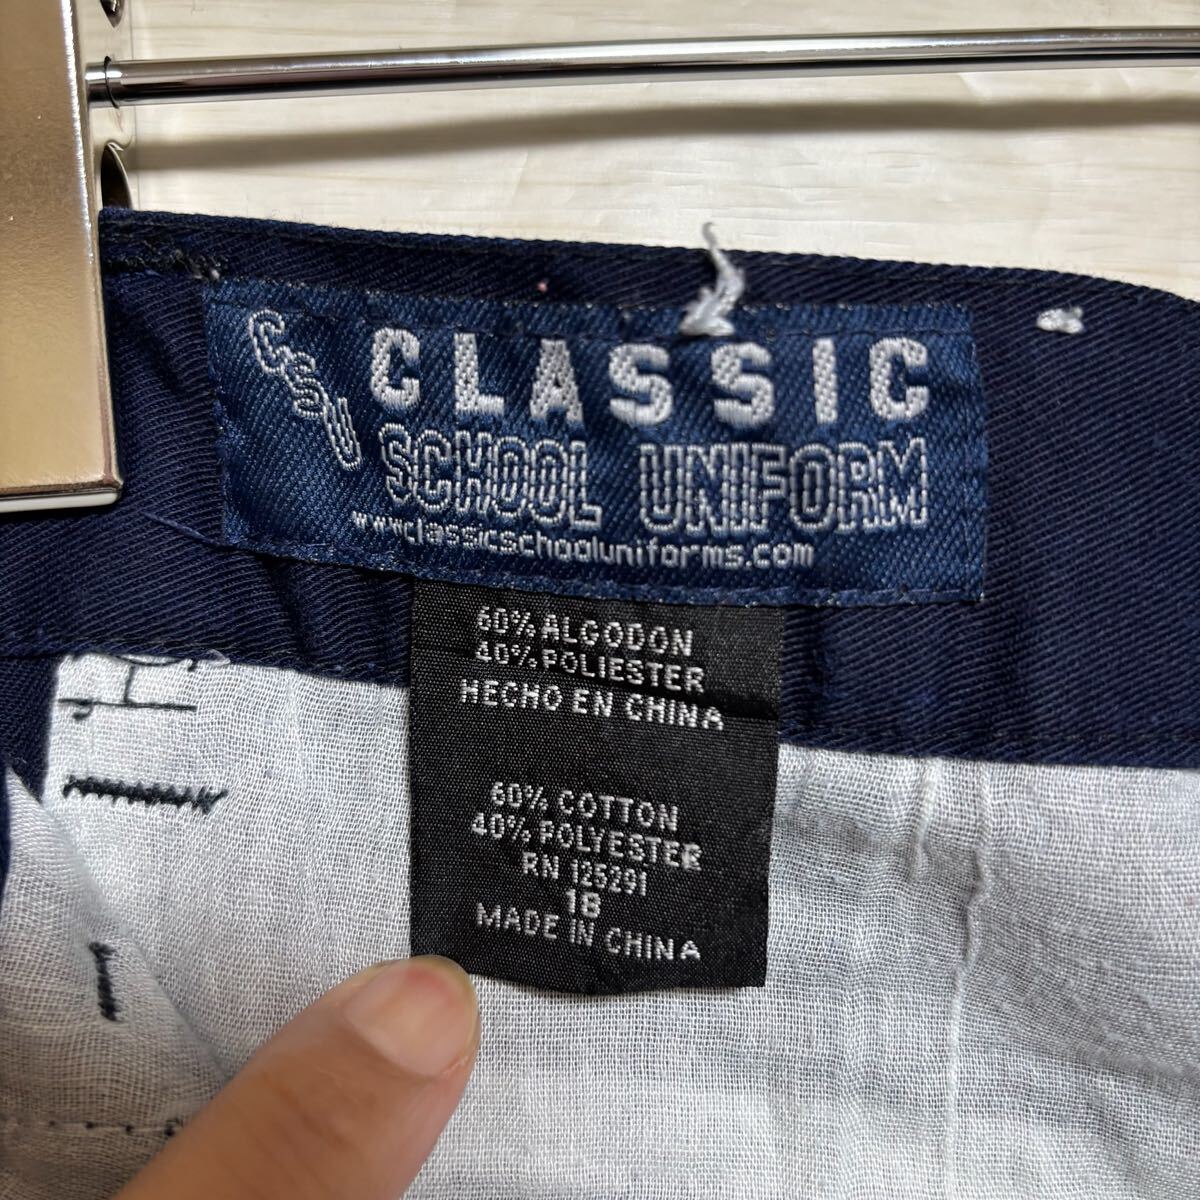 CSU
CLASSIC
SCHOOL UNIFORM
www.classicschooluniforms.com
60% ALGODON
40% POLIESTER
HECHO EN CHINA
60% COTTON
40% POLYESTER
RN 125291
18
MADE IN CHINA